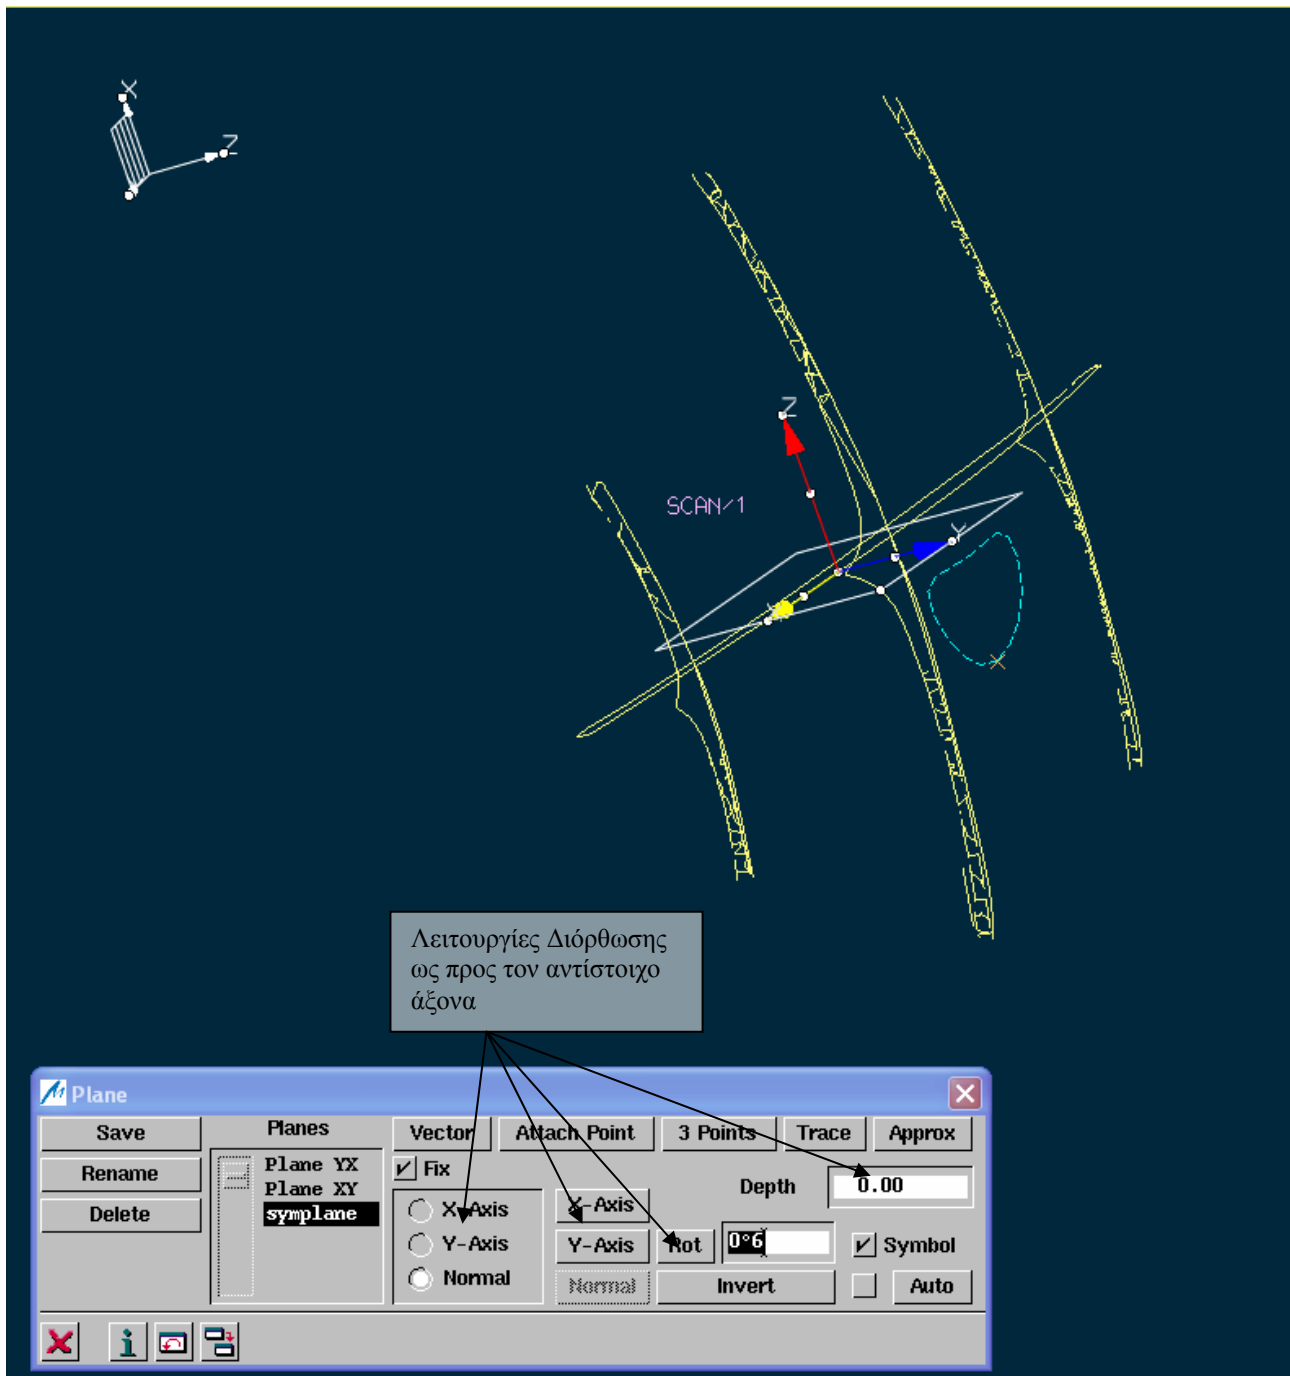 X
Z
Z
SCAN/1
Λειτουργίες Διόρθωσης
ως προς τον αντίστοιχο
άξονα
Plane
Save
Planes
Vector
Attach Point
3 Points
Trace
Approx
Rename
Plane YX
Fix
Plane XY
Depth
0.00
Delete
symplane
X-Axis
X-Axis
Y-Axis
Y-Axis
Rot
0°6
Symbol
Normal
Normal
Invert
Auto